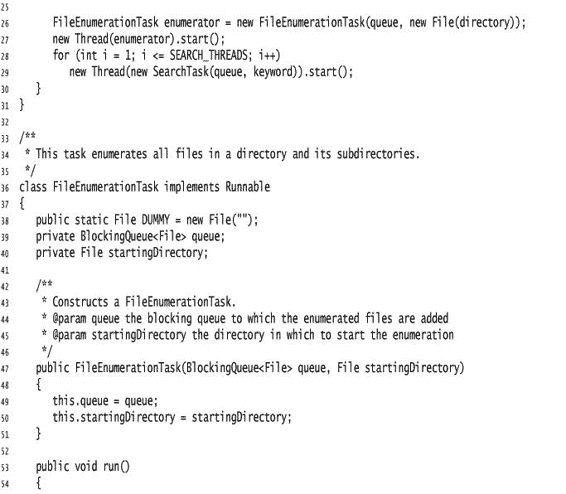 25
26 FileEnumerationTask enumerator = new FileEnumerationTask(queue, new File(directory));
27 new Thread(enumerator).start();
28 for (int i = 1; i <= SEARCH_THREADS; i++)
29 new Thread(new SearchTask(queue, keyword)).start();
30 }
31 }
32
33 /**
34 * This task enumerates all files in a directory and its subdirectories.
35 */
36 class FileEnumerationTask implements Runnable
37 {
38 public static File DUMMY = new File("");
39 private BlockingQueue<File> queue;
40 private File startingDirectory;
41
42 /**
43 * Constructs a FileEnumerationTask.
44 * @param queue the blocking queue to which the enumerated files are added
45 * @param startingDirectory the directory in which to start the enumeration
46 */
47 public FileEnumerationTask(BlockingQueue<File> queue, File startingDirectory)
48 {
49 this.queue = queue;
50 this.startingDirectory = startingDirectory;
51 }
52
53 public void run()
54 {